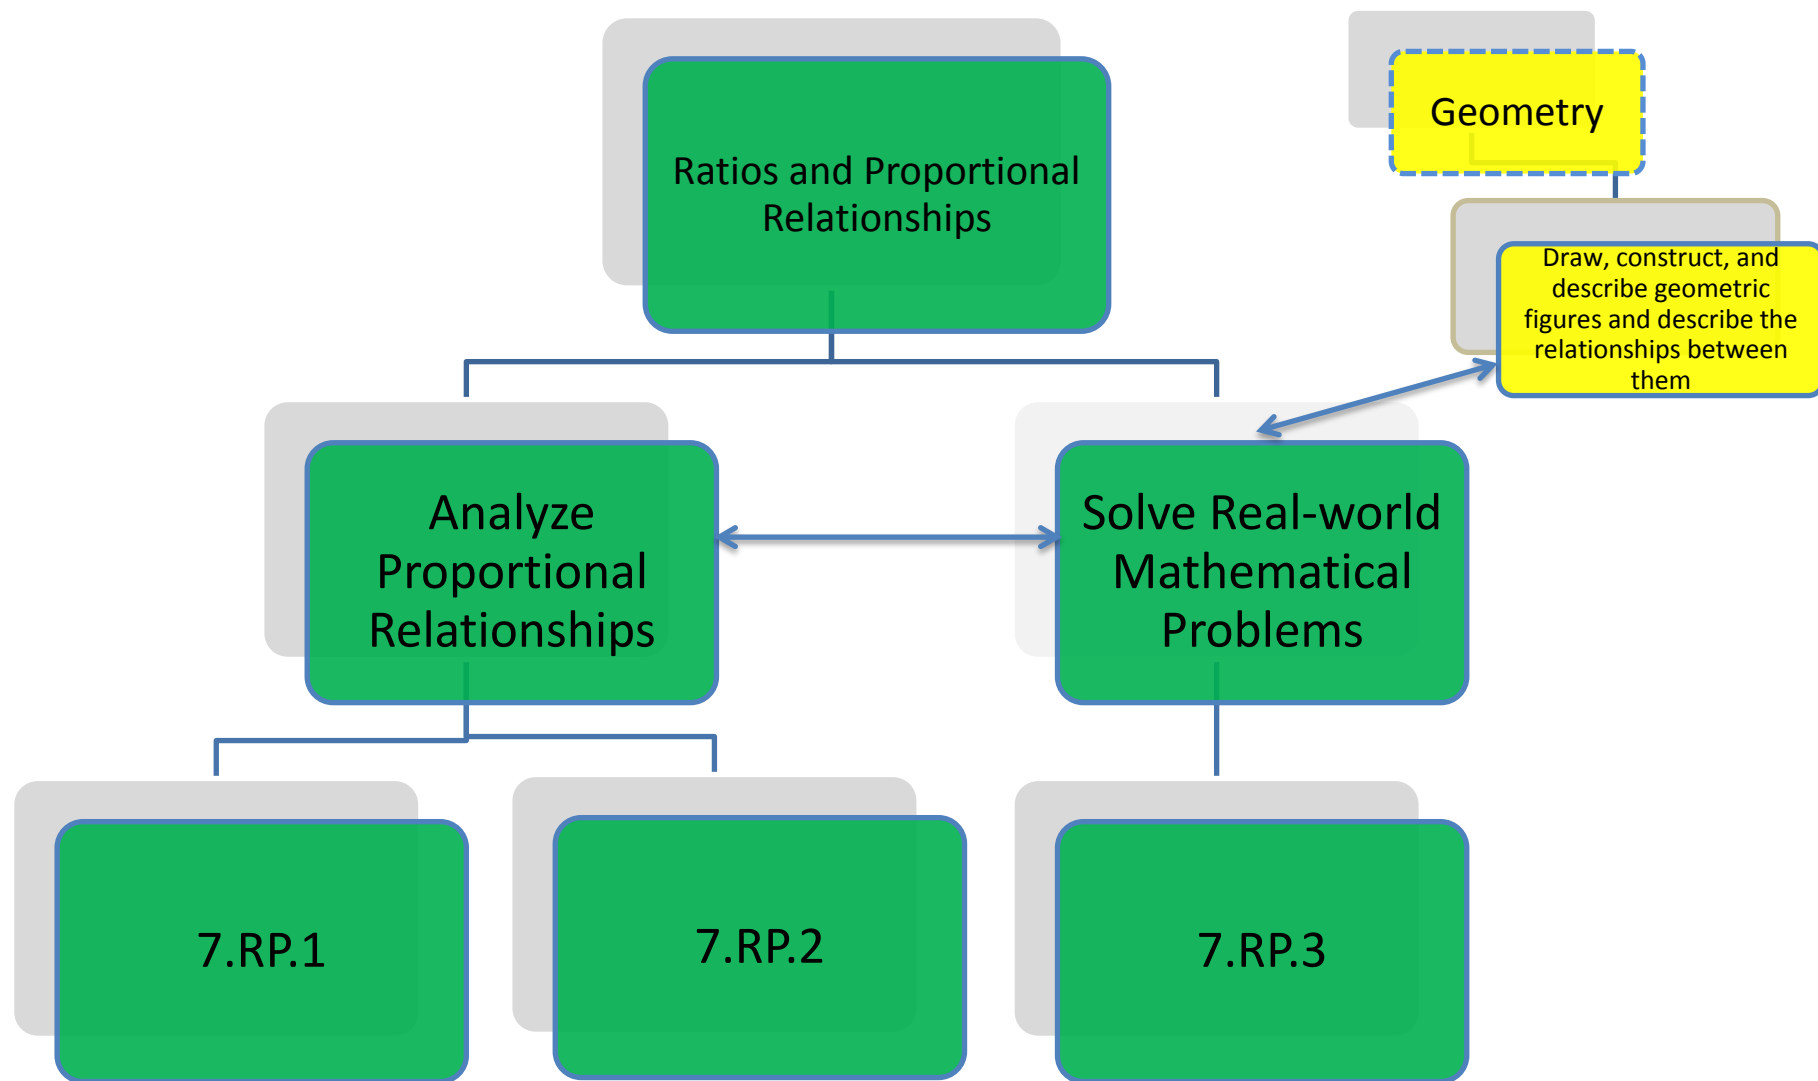 Ratios and Proportional
Relationships
Geometry
Draw, construct, and
describe geometric
figures and describe the
relationships between
them
Analyze
Proportional
Relationships
Solve Real-world
Mathematical
Problems
7.RP.1
7.RP.2
7.RP.3